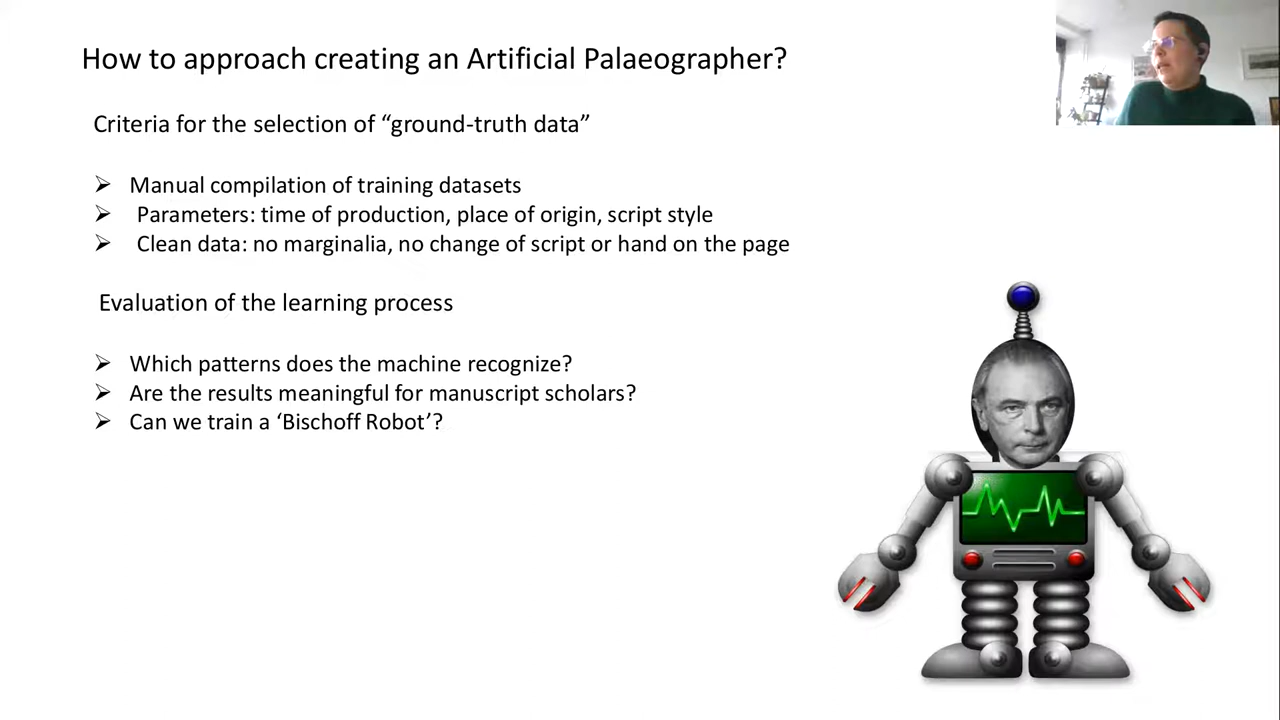 How to approach creating an Artificial Palaeographer?
Criteria for the selection of “ground-truth data”
➢ Manual compilation of training datasets
➢ Parameters: time of production, place of origin, script style
➢ Clean data: no marginalia, no change of script or hand on the page
Evaluation of the learning process
➢ Which patterns does the machine recognize?
➢ Are the results meaningful for manuscript scholars?
➢ Can we train a ‘Bischoff Robot’?